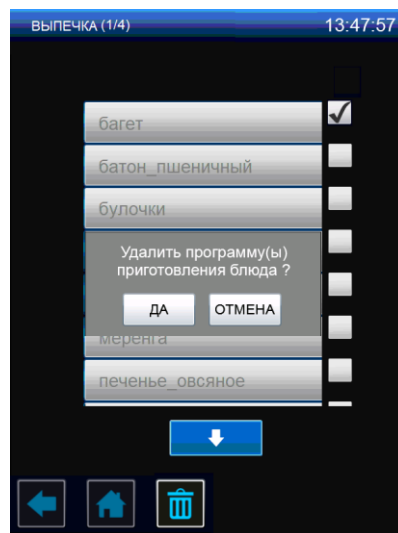 ВЫПЕЧКА (1/4)
13:47:57
багет
батон_пшеничный
булочки
Удалить программу(ы)
приготовления блюда ?
ДА
ОТМЕНА
меренга
печенье_овсяное